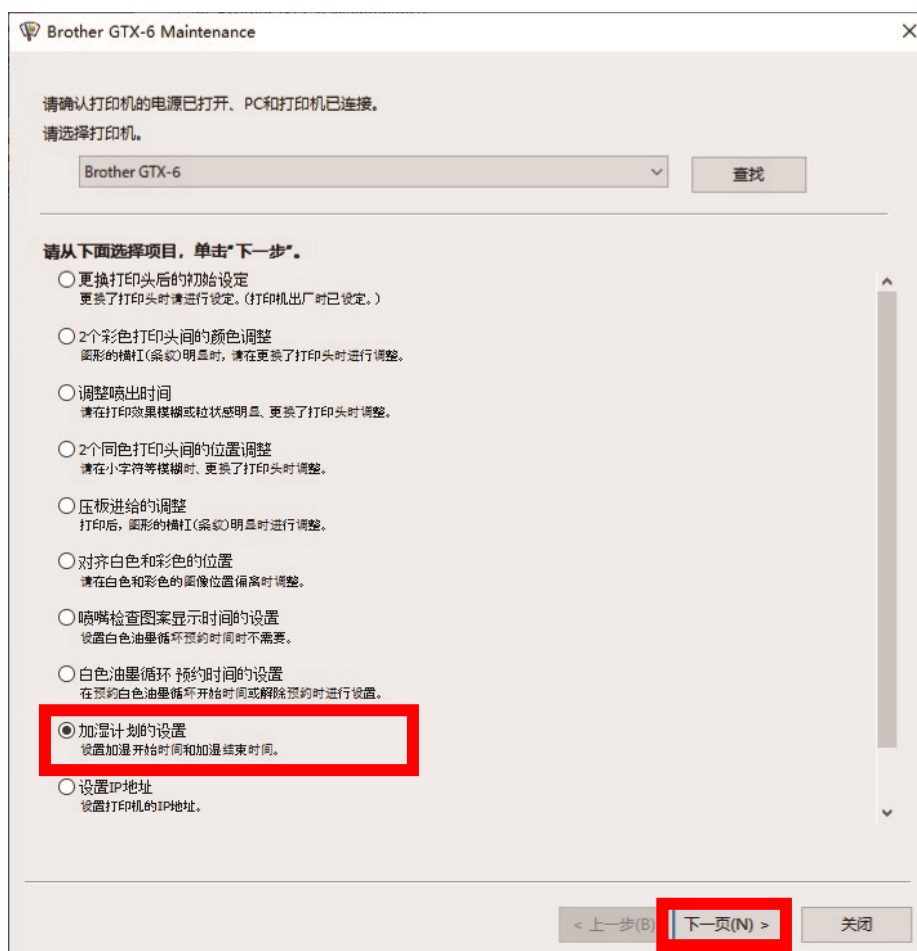 Brother GTX-6 Maintenance
请确认打印机的电源已打开、PC和打印机已连接。
请选择打印机。
Brother GTX-6
查找
请从下面选择项目，单击“下一步”。
更换打印头后的初始设定
更换了打印头时请进行设定。(打印机出厂时已设定。)
2个彩色打印头间的颜色调整
图形的横杠(条纹)明显时, 请在更换了打印头时进行调整。
调整喷出时间
请在打印效果模糊或粒状感明显、更换了打印头时调整。
2个同色打印头间的位置调整
请在小字符等模糊时、更换了打印头时调整。
压板进给的调整
打印后, 图形的横杠(条纹)明显时进行调整。
对齐白色和彩色的位置
请在白色和彩色的图像位置偏离时调整。
喷嘴检查图案显示时间的设置
设置白色油墨循环预约时间时不需要。
白色油墨循环 预约时间的设置
在预约白色油墨循环开始时间或解除预约时进行设置。
加湿计划的设置
设置加湿开始时间和加湿结束时间。
设置IP地址
设置打印机的IP地址。
< 上一步(B)
下一页(N) >
关闭